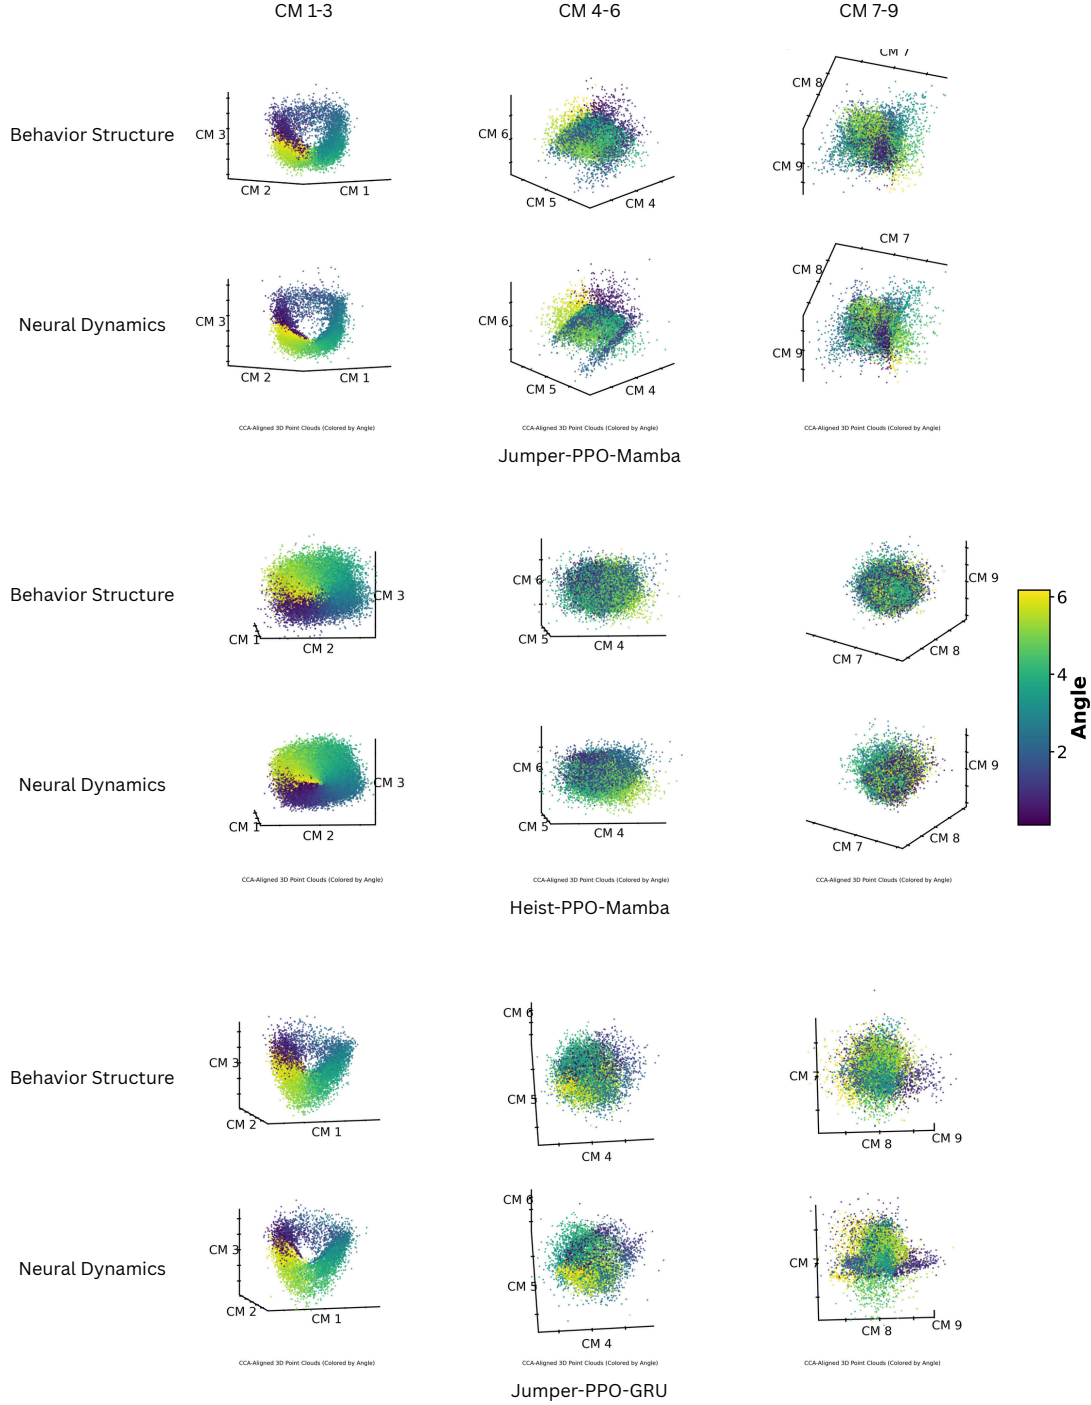 CM 1-3 CM 4-6 CM 7-9
Behavior Structure
CM 3
CM 2 CM 1
CM 6
CM 5 CM 4
CM 7
CM 8
CM 9
Neural Dynamics
CM 3
CM 2 CM 1
CM 6
CM 5 CM 4
CM 7
CM 8
CM 9
CCA-Aligned 3D Point Clouds (Colored by Angle) CCA-Aligned 3D Point Clouds (Colored by Angle) CCA-Aligned 3D Point Clouds (Colored by Angle)
Jumper-PPO-Mamba
Behavior Structure
CM 3
CM 1
CM 2
CM 6
CM 5
CM 4
CM 9
CM 8
CM 7
Neural Dynamics
CM 3
CM 1
CM 2
CM 6
CM 5
CM 4
CM 9
CM 8
CM 7
6
4
2
Angle
CCA-Aligned 3D Point Clouds (Colored by Angle) CCA-Aligned 3D Point Clouds (Colored by Angle) CCA-Aligned 3D Point Clouds (Colored by Angle)
Heist-PPO-Mamba
Behavior Structure
CM 3
CM 2
CM 1
CM 6
CM 5
CM 4
CM 7
CM 8
CM 9
Neural Dynamics
CM 3
CM 2
CM 1
CM 6
CM 5
CM 4
CM 7
CM 8
CM 9
CCA-Aligned 3D Point Clouds (Colored by Angle) CCA-Aligned 3D Point Clouds (Colored by Angle) CCA-Aligned 3D Point Clouds (Colored by Angle)
Jumper-PPO-GRU